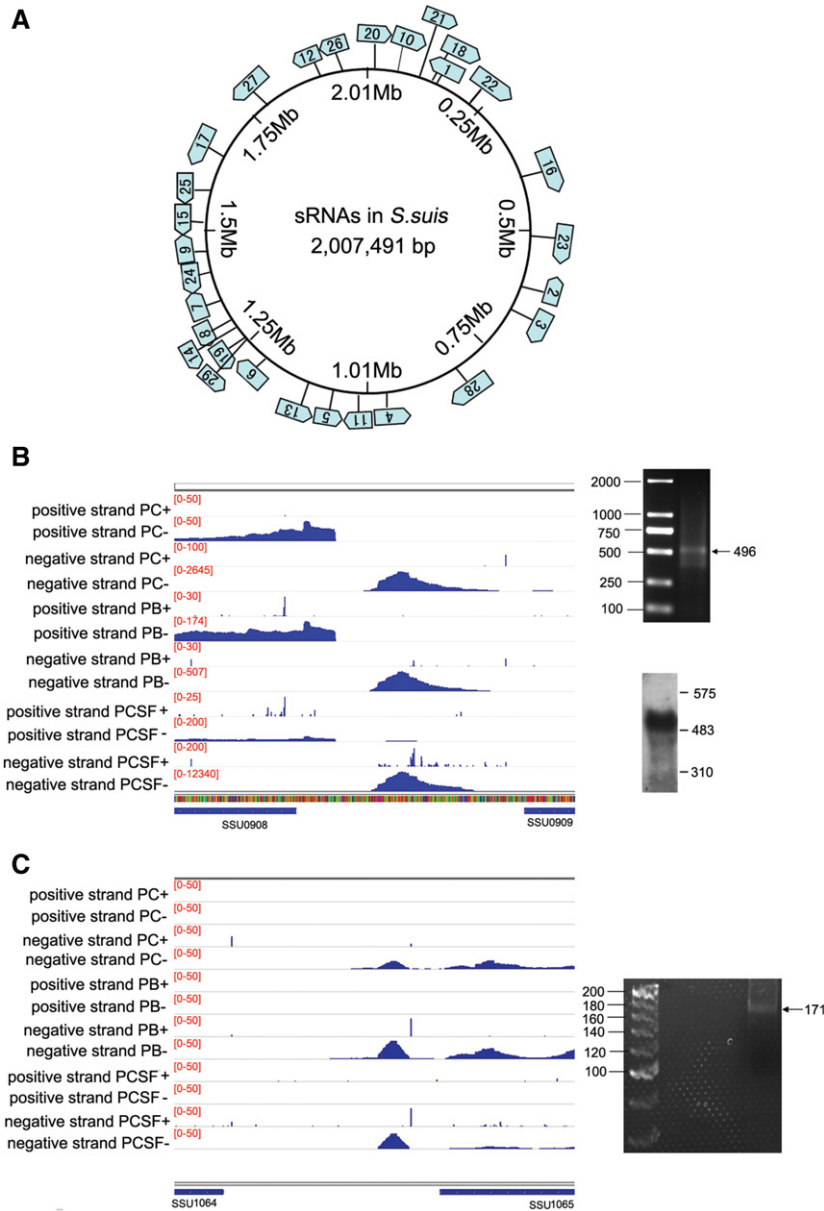 A
21
20
10
18
26
12
1
22
27
2.01Mb
0.25Mb
1.75Mb
16
17
25
sRNAs in S.suis
2,007,491 bp
1.5Mb
0.5Mb
15
23
9
24
2
7
3
8
1.25Mb
0.75Mb
14
19
29
6
1.01Mb
28
13
5
11
4
B
[0-50]
positive strand PC+
[0-50]
positive strand PC-
[0-100]
negative strand PC+
[0-2645]
negative strand PC-
[0-30]
positive strand PB+
[0-174]
positive strand PB-
[0-30]
negative strand PB+
[0-507]
negative strand PB-
[0-25]
positive strand PCSF+
[0-200]
positive strand PCSF-
[0-200]
negative strand PCSF+
[0-12340]
negative strand PCSF-
SSU0908
SSU0909
2000
1000
750
500
496
250
100
575
483
310
C
[0-50]
positive strand PC+
[0-50]
positive strand PC-
[0-50]
negative strand PC+
[0-50]
negative strand PC-
[0-50]
positive strand PB+
[0-50]
positive strand PB-
[0-50]
negative strand PB+
[0-50]
negative strand PB-
[0-50]
positive strand PCSF+
[0-50]
positive strand PCSF-
[0-50]
negative strand PCSF+
[0-50]
negative strand PCSF-
SSU1064
SSU1065
200
180
171
160
140
120
100